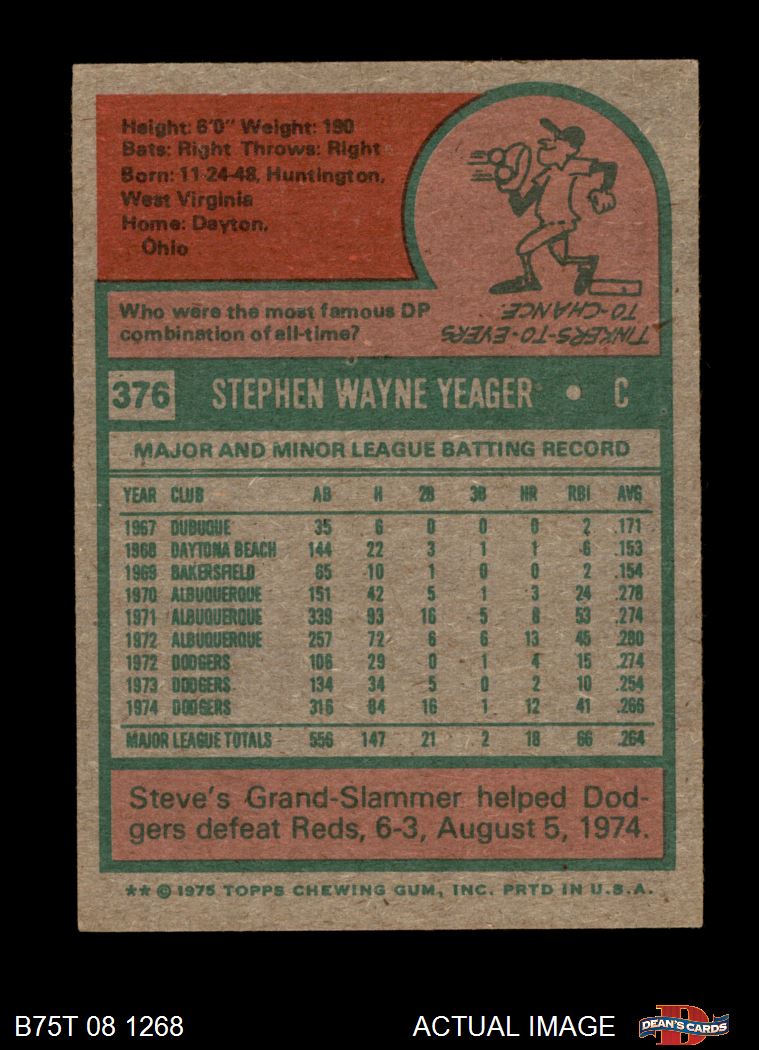 Height: 6'0" Weight: 190
Bats: Right Throws: Right
Born: 11-24-48, Huntington,
West Virginia
Home: Dayton,
Ohio
Who were the most famous DP
combination of all-time?
TINKERS-TO-EVERS
TO-CHANCE
376 STEPHEN WAYNE YEAGER • C
MAJOR AND MINOR LEAGUE BATTING RECORD
YEAR CLUB AB H 2B 3B HR RBI AVG
1967 DUBUQUE 35 6 0 0 0 2 .171
1968 DAYTONA BEACH 144 22 3 1 1 6 .153
1969 BAKERSFIELD 65 10 1 0 0 2 .154
1970 ALBUQUERQUE 151 42 5 1 3 24 .278
1971 ALBUQUERQUE 339 93 16 5 8 53 .274
1972 ALBUQUERQUE 257 72 6 6 13 45 .280
1972 DODGERS 106 29 0 1 4 15 .274
1973 DODGERS 134 34 5 0 2 10 .254
1974 DODGERS 316 84 16 1 12 41 .266
MAJOR LEAGUE TOTALS 556 147 21 2 18 66 .264
Steve's Grand-Slammer helped Dod-
gers defeat Reds, 6-3, August 5, 1974.
** © 1975 TOPPS CHEWING GUM, INC. PRTD IN U.S.A.
B75T 08 1268 ACTUAL IMAGE D DEAN'S CARDS